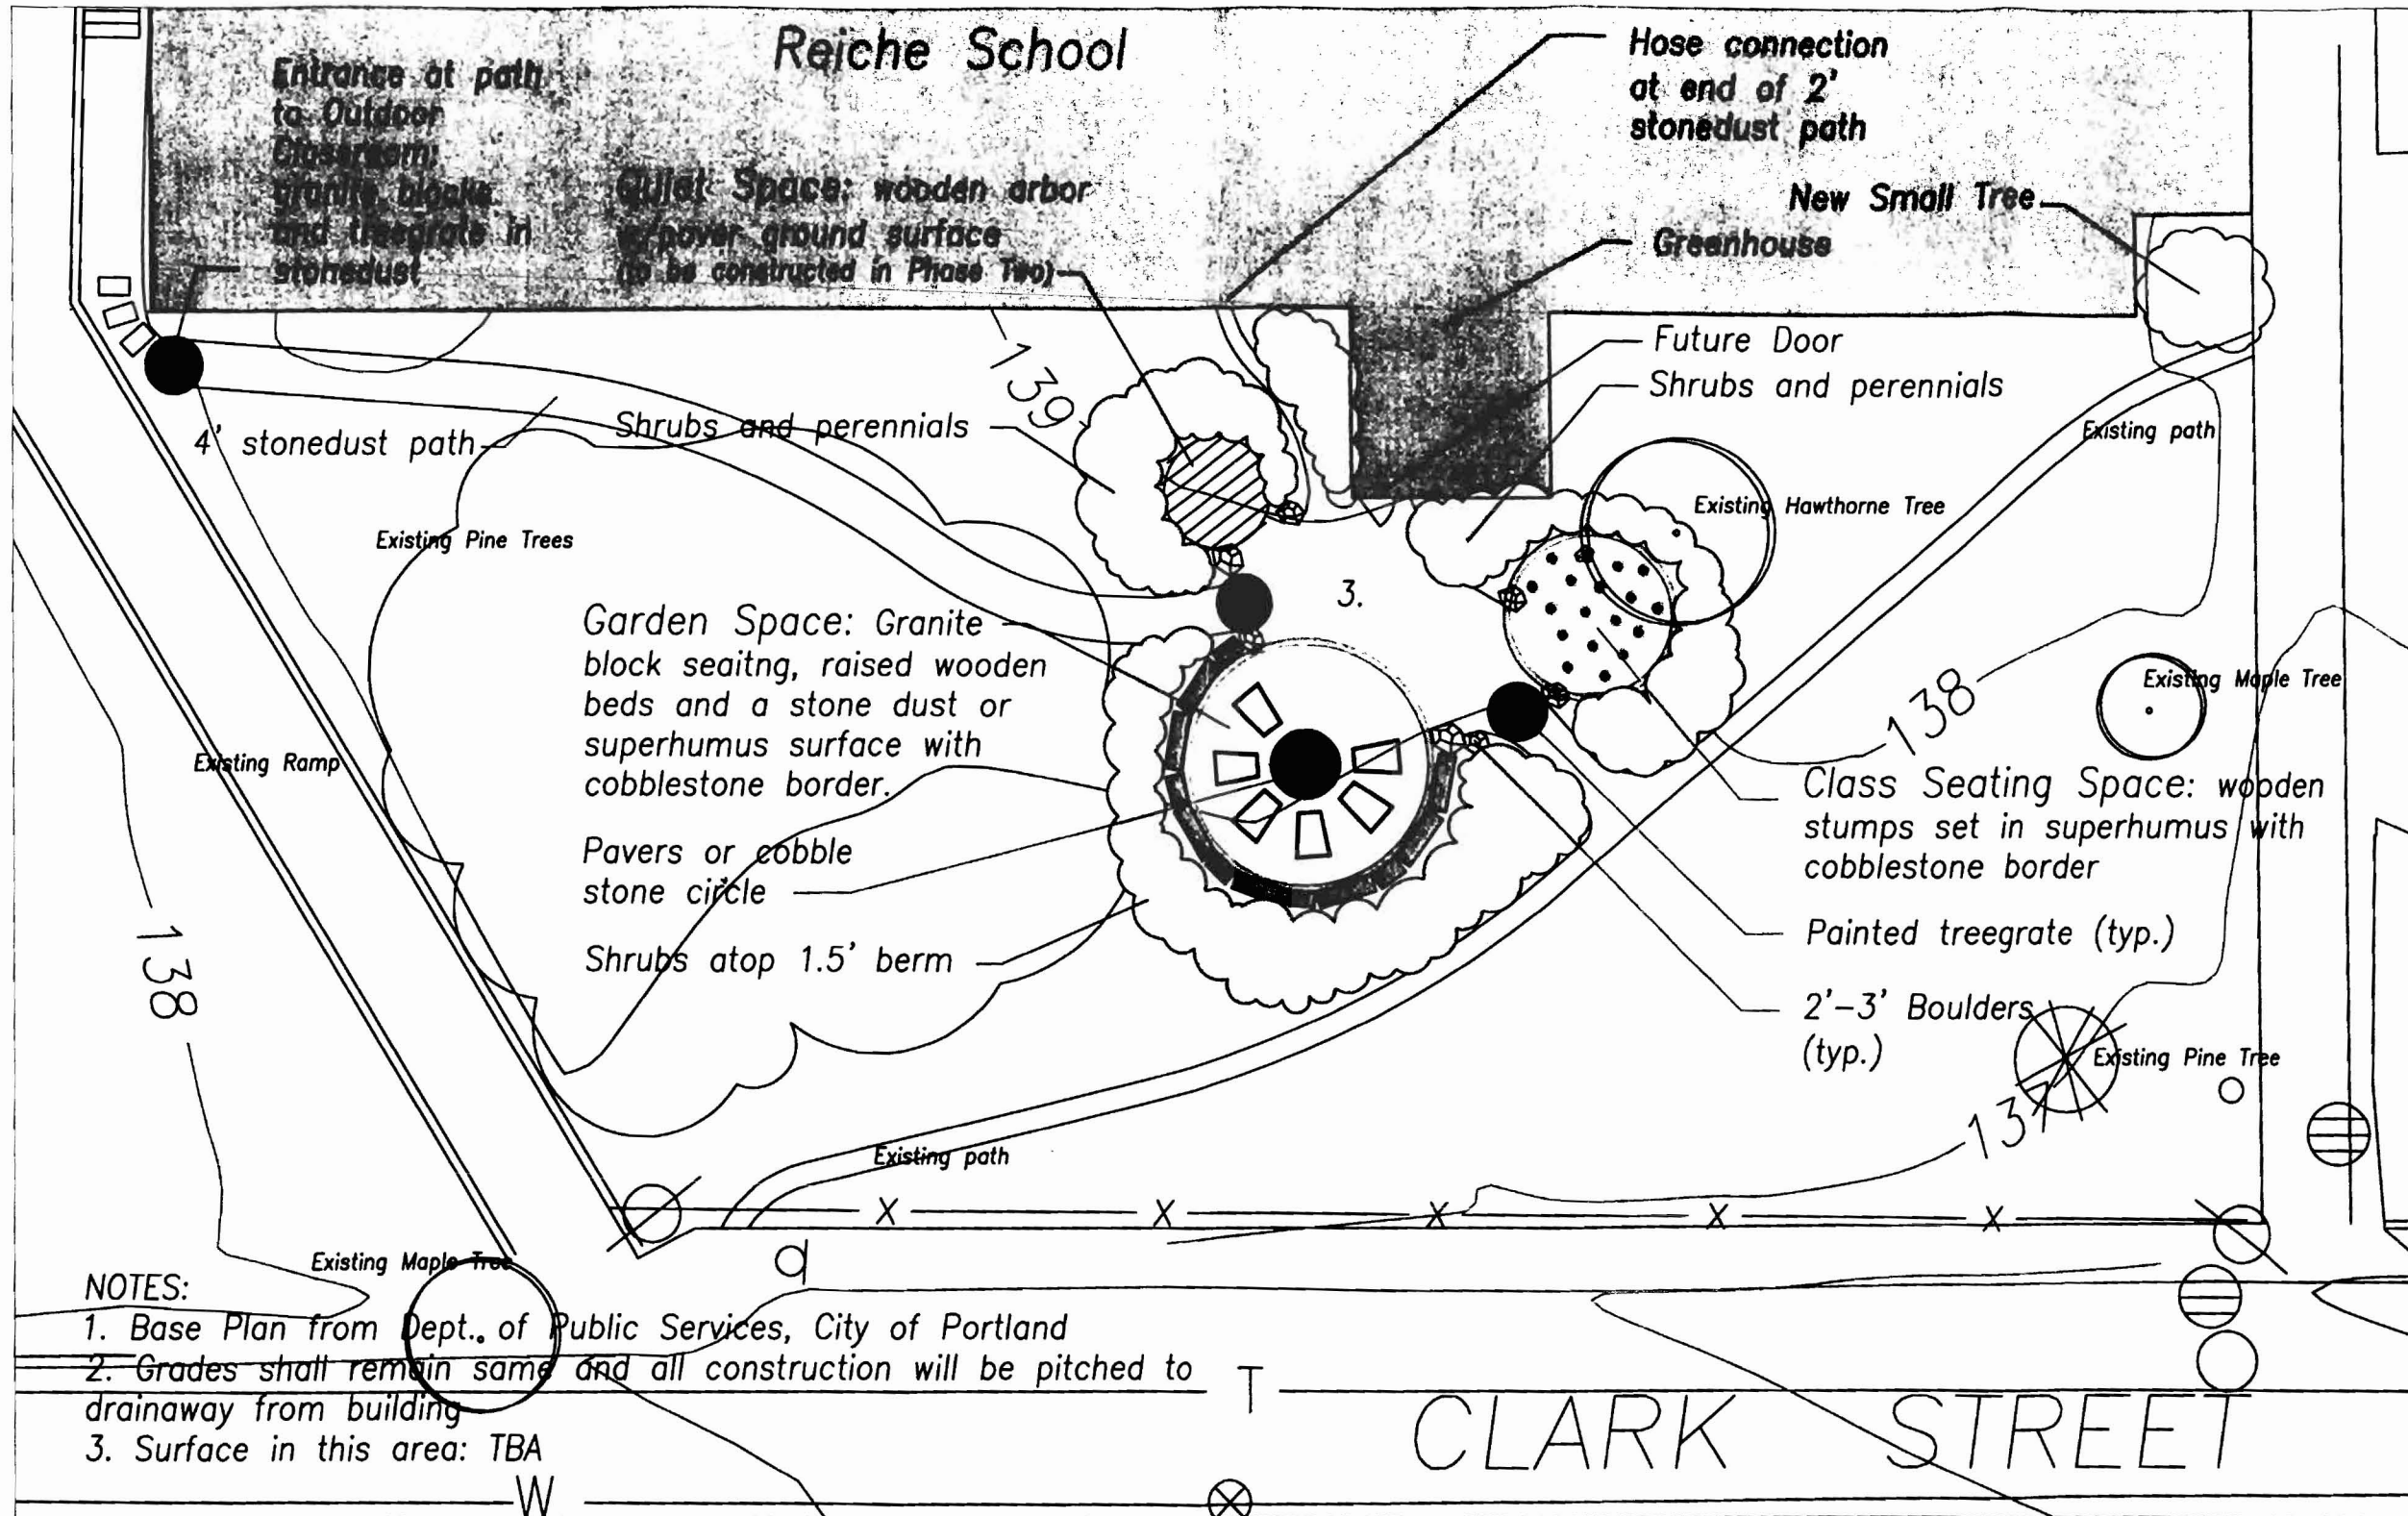 Reiche School
Entrance at path
to Outdoor
Classroom:
granite blocks
and treegrate in
stonedust
Quiet Space: wooden arbor
w/paver ground surface
(to be constructed in Phase Two)
Hose connection
at end of 2'
stonedust path
New Small Tree
Greenhouse
Future Door
Shrubs and perennials
139
Shrubs and perennials
4' stonedust path
Existing path
Existing Hawthorne Tree
Existing Pine Trees
3.
Garden Space: Granite
block seaitng, raised wooden
beds and a stone dust or
superhumus surface with
cobblestone border.
138
Existing Maple Tree
Existing Ramp
Class Seating Space: wooden
stumps set in superhumus with
cobblestone border
Pavers or cobble
stone circle
Painted treegrate (typ.)
Shrubs atop 1.5' berm
138
2'-3' Boulders
(typ.)
Existing Pine Tree
137
Existing path
X X X X X
Existing Maple Tree
NOTES:
1. Base Plan from Dept.. of Public Services, City of Portland
2. Grades shall remain same and all construction will be pitched to
drainaway from building
3. Surface in this area: TBA
T
CLARK STREET
W